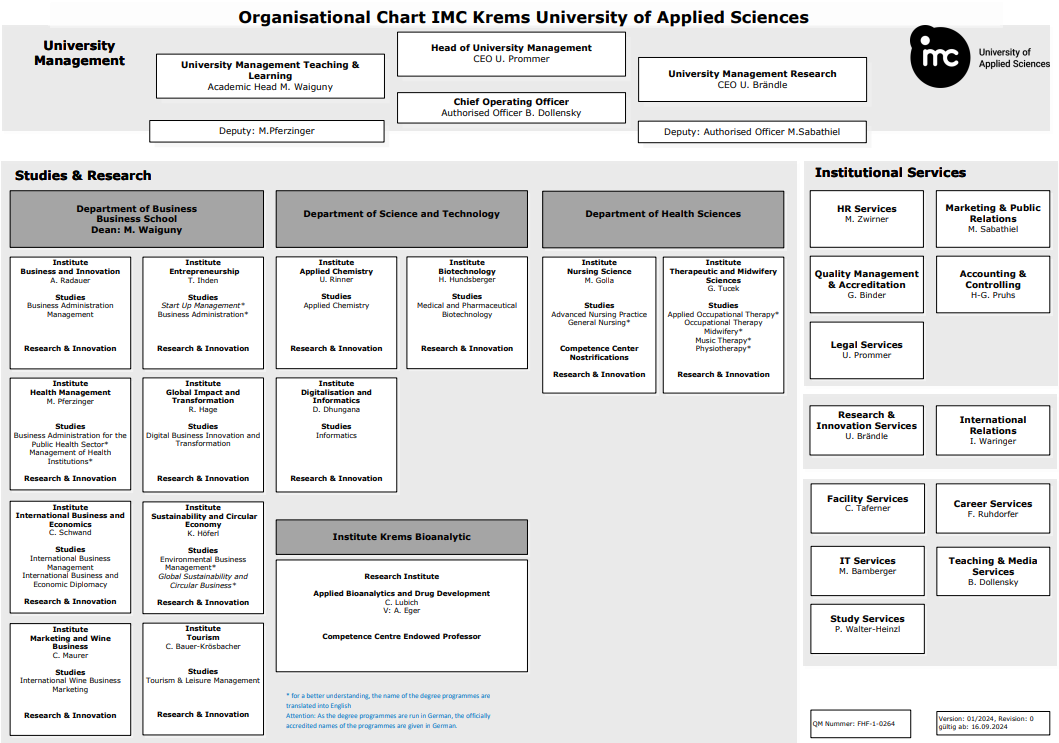 Organisational Chart IMC Krems University of Applied Sciences
University
Management
University Management Teaching &
Learning
Academic Head M. Waiguny
Deputy: M.Pferzinger
Head of University Management
CEO U. Prommer
Chief Operating Officer
Authorised Officer B. Dollensky
University Management Research
CEO U. Brändle
Deputy: Authorised Officer M.Sabathiel
imc
University of
Applied Sciences
Studies & Research
Department of Business
Business School
Dean: M. Waiguny
Department of Science and Technology
Department of Health Sciences
Institute
Business and Innovation
A. Radauer
Studies
Business Administration
Management
Research & Innovation
Institute
Entrepreneurship
T. Ihden
Studies
Start Up Management*
Business Administration*
Research & Innovation
Institute
Applied Chemistry
U. Rinner
Studies
Applied Chemistry
Research & Innovation
Institute
Biotechnology
H. Hundsberger
Studies
Medical and Pharmaceutical
Biotechnology
Research & Innovation
Institute
Nursing Science
M. Golla
Studies
Advanced Nursing Practice
General Nursing*
Competence Center
Nostrifications
Research & Innovation
Institute
Therapeutic and Midwifery
Sciences
G. Tucek
Studies
Applied Occupational Therapy*
Occupational Therapy
Midwifery*
Music Therapy*
Physiotherapy*
Research & Innovation
Institute
Health Management
M. Pferzinger
Studies
Business Administration for the
Public Health Sector*
Management of Health
Institutions*
Research & Innovation
Institute
Global Impact and
Transformation
R. Hage
Studies
Digital Business Innovation and
Transformation
Research & Innovation
Institute
Digitalisation and
Informatics
D. Dhungana
Studies
Informatics
Research & Innovation
Institute
International Business and
Economics
C. Schwand
Studies
International Business
Management
International Business and
Economic Diplomacy
Research & Innovation
Institute
Sustainability and Circular
Economy
K. Höferl
Studies
Environmental Business
Management*
Global Sustainability and
Circular Business*
Research & Innovation
Institute Krems Bioanalytic
Research Institute
Applied Bioanalytics and Drug Development
C. Lubich
V: A. Eger
Competence Centre Endowed Professor
Institute
Marketing and Wine
Business
C. Maurer
Studies
International Wine Business
Marketing
Research & Innovation
Institute
Tourism
C. Bauer-Krösbacher
Studies
Tourism & Leisure Management
Research & Innovation
* for a better understanding, the name of the degree programmes are
translated into English
Attention: As the degree programmes are run in German, the officially
accredited names of the programmes are given in German.
Institutional Services
HR Services
M. Zwirner
Marketing & Public
Relations
M. Sabathiel
Quality Management
& Accreditation
G. Binder
Accounting &
Controlling
H-G. Pruhs
Legal Services
U. Prommer
Research &
Innovation Services
U. Brändle
International
Relations
I. Waringer
Facility Services
C. Taferner
Career Services
F. Ruhdorfer
IT Services
M. Bamberger
Teaching & Media
Services
B. Dollensky
Study Services
P. Walter-Heinzl
QM Nummer: FHF-1-0264
Version: 01/2024, Revision: 0
gültig ab: 16.09.2024